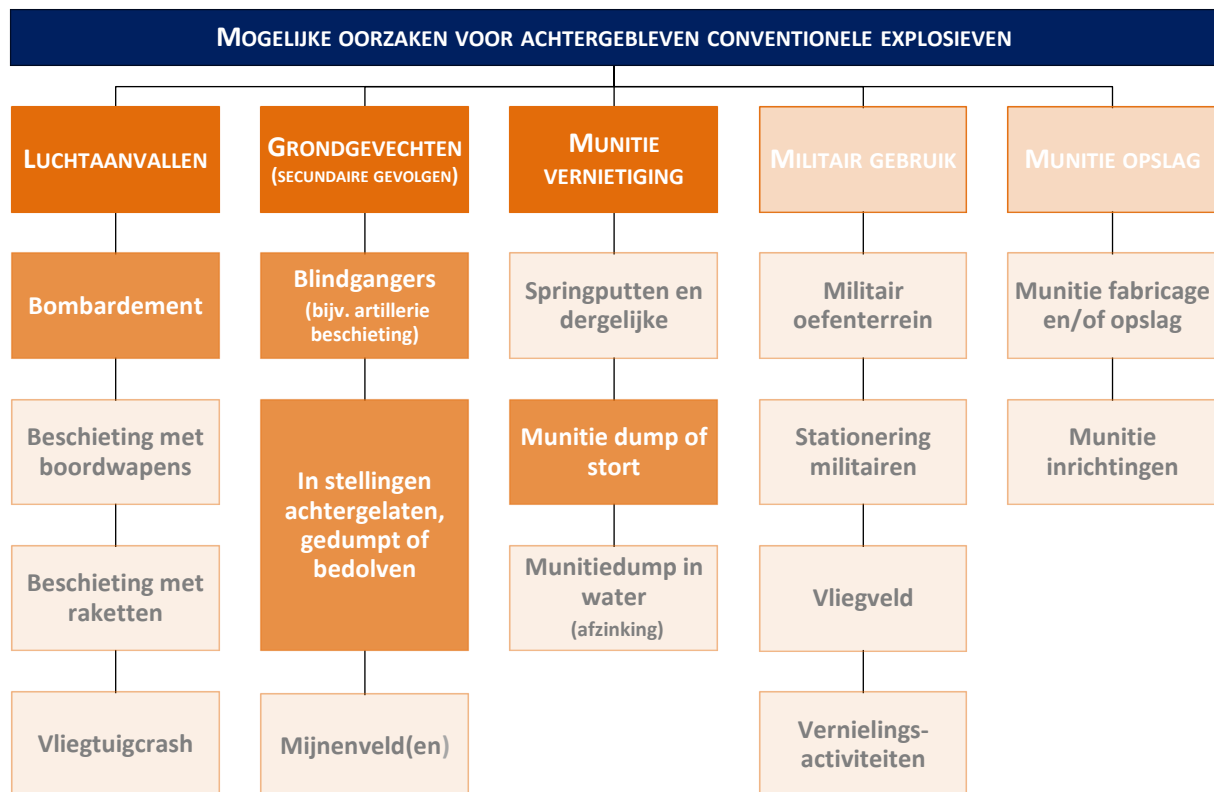 MOGELIJKE OORZAKEN VOOR ACHTERGEBLEVEN CONVENTIONELE EXPLOSIEVEN
LUCHTAANVALLEN
GRONDGEVECHTEN
(SECUNDAIRE GEVOLGEN)
MUNITIE
VERNIETIGING
MILITAIR GEBRUIK
MUNITIE OPSLAG
Bombardement
Blindgangers
(bijv. artillerie
beschieting)
Springputten en
dergelijke
Militair
oefenterrein
Munitie fabricage
en/of opslag
Beschieting met
boordwapens
In stellingen
achtergelaten,
gedumpt of
bedolven
Munitie dump of
stort
Stationering
militairen
Munitie
inrichtingen
Beschieting met
raketten
Munitiedump in
water
(afzinking)
Vliegveld
Vliegtuigcrash
Mijnenveld(en)
Vernielings-
activiteiten